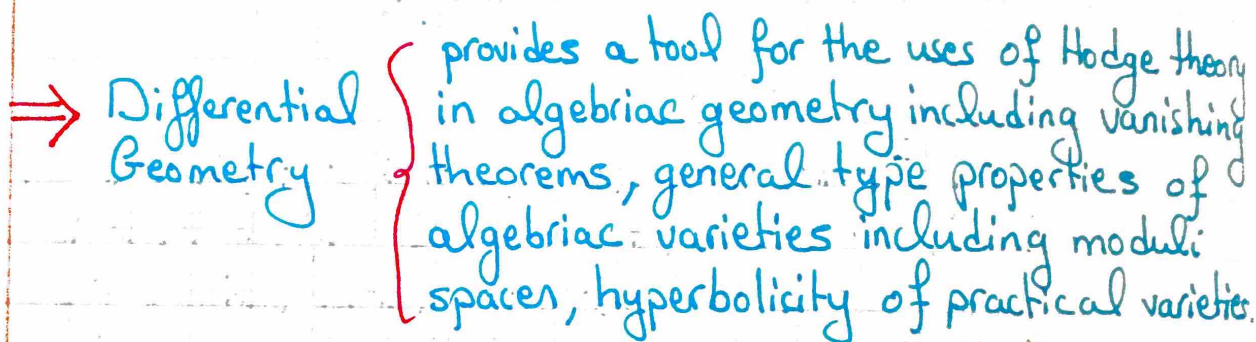 provides a tool for the uses of Hodge theory
⇒ Differential in algebriac geometry including vanishing
Geometry theorems, general type properties of
algebriac varieties including moduli
spaces, hyperbolicity of practical varieties.